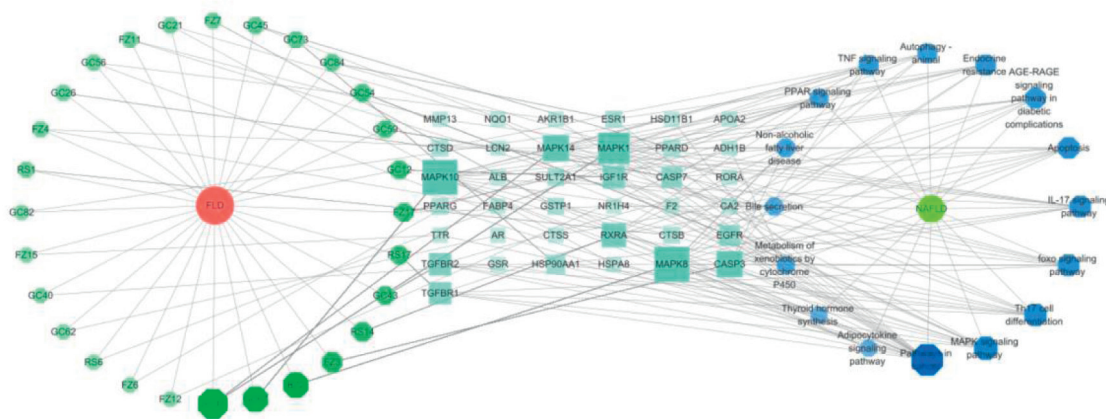 FZ7
GC21
GC45
FZ11
GC73
GC56
GC84
GC26
GC54
FZ4
GC59
RS1
GC12
GC82
FZ51
FZ15
RS17
GC40
GC43
GC62
RS14
RS6
FZ3
FZ6
FZ12
FLD
MMP13
NQO1
AKR1B1
ESR1
HSD11B1
APOA2
CTSD
LCN2
MAPK14
MAPK1
PPARD
ADH1B
MAPK10
ALB
SULT2A1
IGF1R
CASP7
RORA
PPARG
FABP4
GSTP1
NR1H4
F2
CA2
TTR
AR
CTSS
RXRA
CTSB
EGFR
TGFBR2
GSR
HSP90AA1
HSPA8
MAPK8
CASP3
TGFBR1
Autophagy -
animal
TNF signaling
pathway
Endocrine
resistance
PPAR signaling
pathway
AGE-RAGE
signaling
pathway in
diabetic complications
Non-alcoholic
fatty liver
disease
Apoptosis
Bile secretion
NAFLD
IL-17 signaling
pathway
Metabolism of
xenobiotics by
cytochrome
P450
foxo signaling
pathway
Thyroid hormone
synthesis
Th17 cell
differentiation
Adipocytokine
signaling
pathway
MAPK signaling
pathway
Pathways in